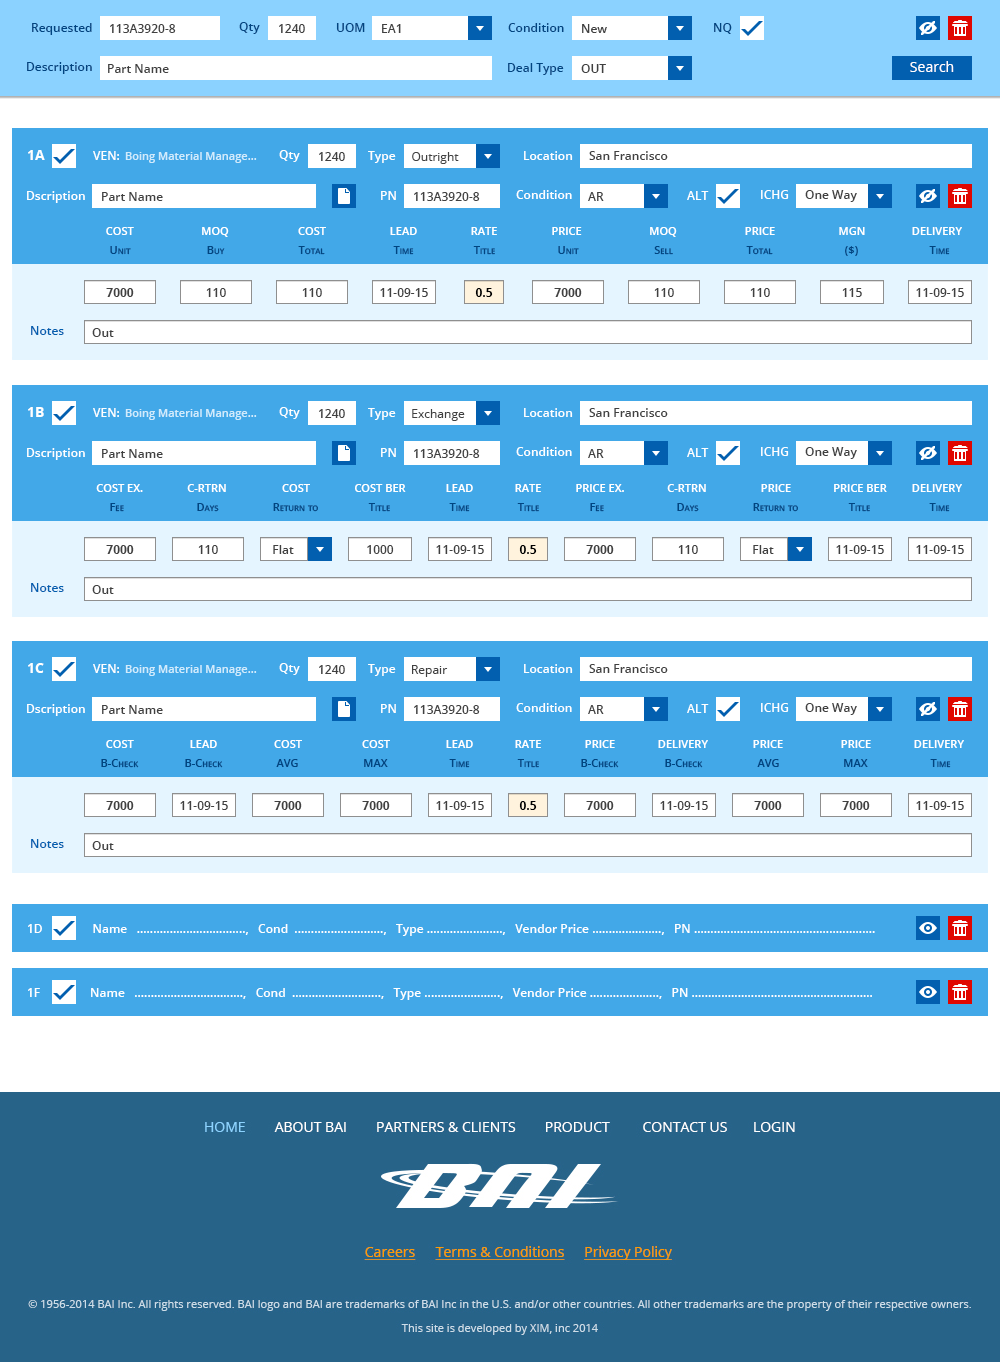 Requested 113A3920-8 Qty 1240 UOM EA1 Condition New NQ
Description Part Name Deal Type OUT Search
1A VEN: Boing Material Manage... Qty 1240 Type Outright Location San Francisco
Dscription Part Name PN 113A3920-8 Condition AR ALT ICHG One Way
COST MOQ COST LEAD RATE PRICE MOQ PRICE MGN DELIVERY
Unit Buy Total Time Title Unit Sell Total ($) Time
7000 110 110 11-09-15 0.5 7000 110 110 115 11-09-15
Notes Out
1B VEN: Boing Material Manage... Qty 1240 Type Exchange Location San Francisco
Dscription Part Name PN 113A3920-8 Condition AR ALT ICHG One Way
COST EX. C-RTRN COST COST BER LEAD RATE PRICE EX. C-RTRN PRICE PRICE BER DELIVERY
Fee Days Return to Title Time Title Fee Days Return to Title Time
7000 110 Flat 1000 11-09-15 0.5 7000 110 Flat 11-09-15 11-09-15
Notes Out
1C VEN: Boing Material Manage... Qty 1240 Type Repair Location San Francisco
Dscription Part Name PN 113A3920-8 Condition AR ALT ICHG One Way
COST LEAD COST COST LEAD RATE PRICE DELIVERY PRICE PRICE DELIVERY
B-Check B-Check AVG MAX Time Title B-Check B-Check AVG MAX Time
7000 11-09-15 7000 7000 11-09-15 0.5 7000 11-09-15 7000 7000 11-09-15
Notes Out
1D Name ................................., Cond ..........................., Type ......................., Vendor Price ....................., PN .......................................................
1F Name ................................., Cond ..........................., Type ......................., Vendor Price ....................., PN .......................................................
HOME ABOUT BAI PARTNERS & CLIENTS PRODUCT CONTACT US LOGIN
BAI
Careers Terms & Conditions Privacy Policy
© 1956-2014 BAI Inc. All rights reserved. BAI logo and BAI are trademarks of BAI Inc in the U.S. and/or other countries. All other trademarks are the property of their respective owners.
This site is developed by XIM, inc 2014